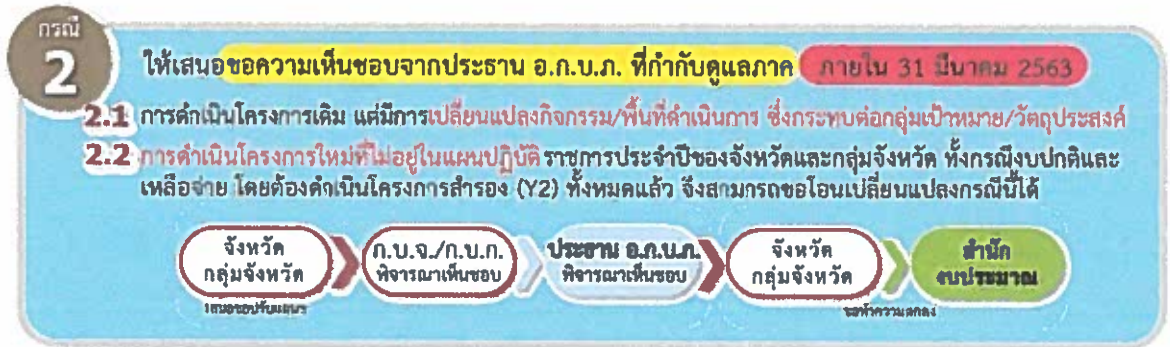 กรณี
2
ให้เสนอขอความเห็นชอบจากประธาน อ.ก.บ.ภ. ที่กำกับดูแลภาค ภายใน 31 มีนาคม 2563
2.1 การดำเนินโครงการเดิม แต่มีการเปลี่ยนแปลงกิจกรรม/พื้นที่ดำเนินการ ซึ่งกระทบต่อกลุ่มเป้าหมาย/วัตถุประสงค์
2.2 การดำเนินโครงการใหม่ที่ไม่อยู่ในแผนปฏิบัติราชการประจำปีของจังหวัดและกลุ่มจังหวัด ทั้งกรณีงบปกติและ
เหลือจ่าย โดยต้องดำเนินโครงการสำรอง (Y2) ทั้งหมดแล้ว จึงสามารถขอโอนเปลี่ยนแปลงกรณีนี้ได้
จังหวัด
กลุ่มจังหวัด
เสนอขอปรับแผนฯ
ก.บ.จ./ก.บ.ก.
พิจารณาเห็นชอบ
ประธาน อ.ก.บ.ภ.
พิจารณาเห็นชอบ
จังหวัด
กลุ่มจังหวัด
ขอทำความตกลง
สำนัก
งบประมาณ